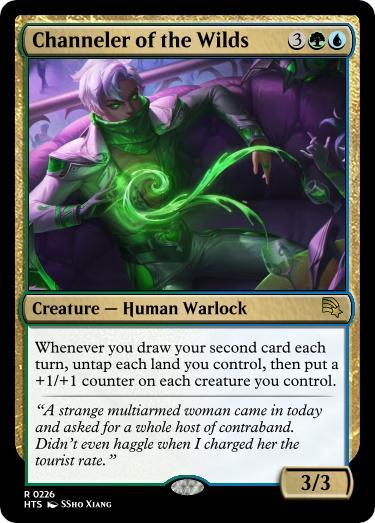 Channeler of the Wilds 3
Creature — Human Warlock
Whenever you draw your second card each
turn, untap each land you control, then put a
+1/+1 counter on each creature you control.
“A strange multiarmed woman came in today
and asked for a whole host of contraband.
Didn’t even haggle when I charged her the
tourist rate.”
3/3
R 0226
HTS SSho Xiang